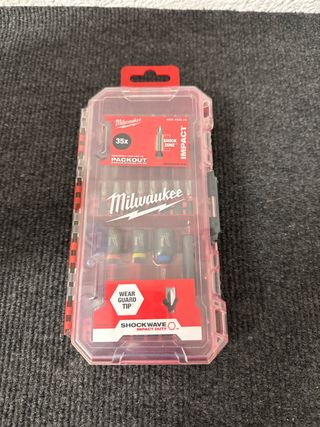 Milwaukee
35x
SHOCK
ZONE
IMPACT
PACKOUT
Milwaukee
WEAR
GUARD
TIP
SHOCKWAVE
IMPACT DUTY